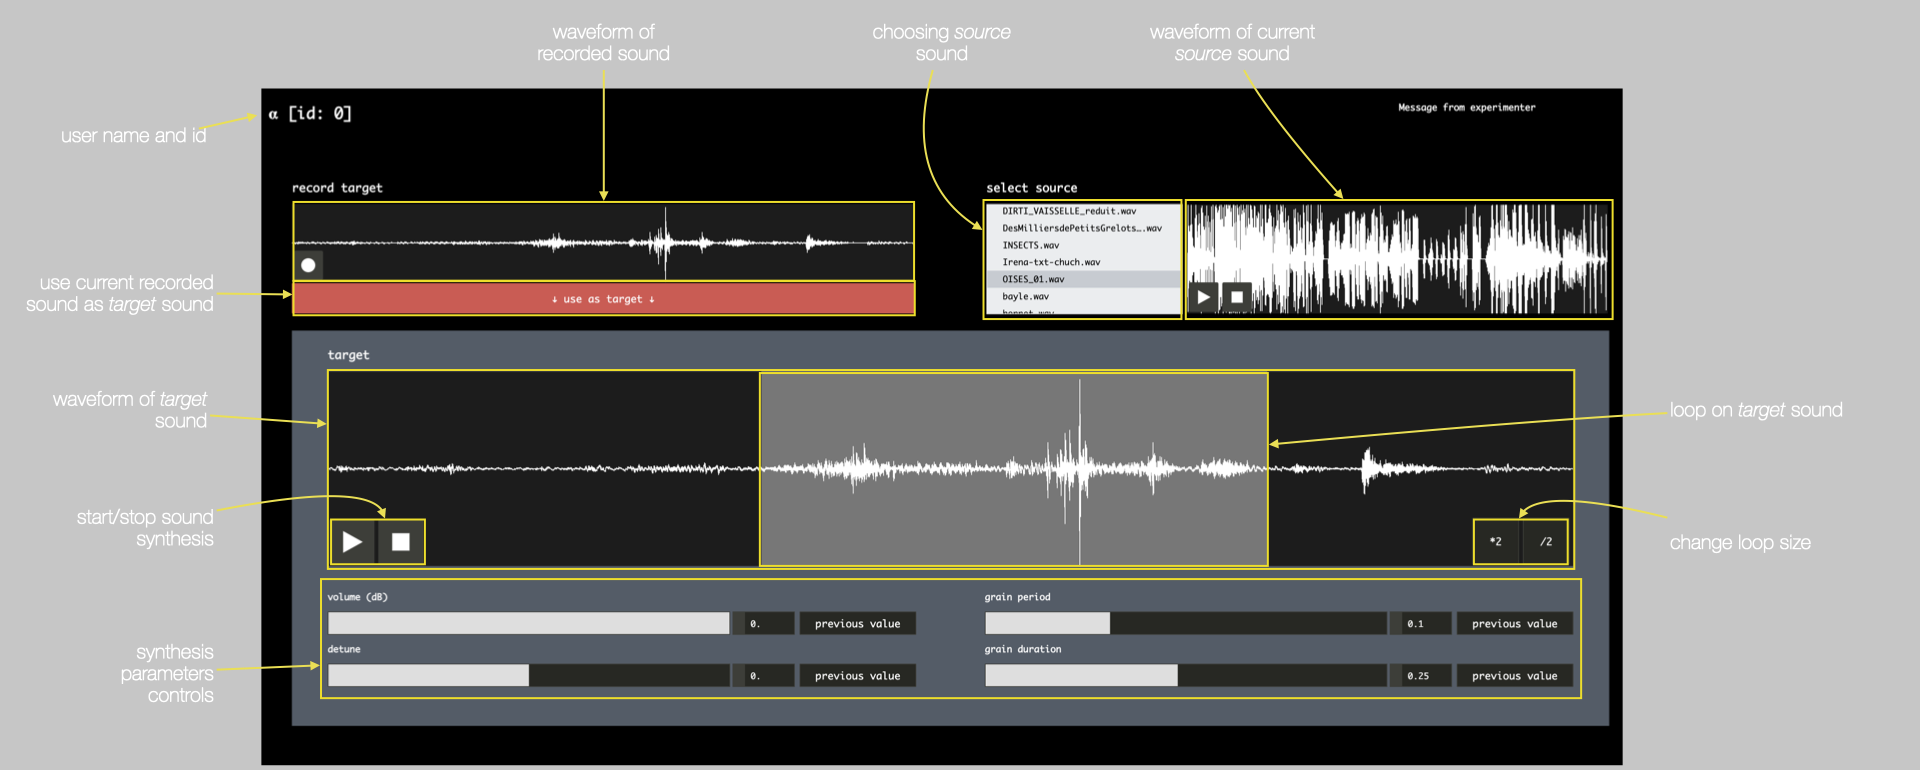 waveform of
recorded sound
choosing source
sound
waveform of current
source sound
user name and id
α [id: 0]
Message from experimenter
record target
select source
DIRTI_VAISSELLE_reduit.wav
DesMilliersdePetitsGrelots….wav
INSECTS.wav
Irena-txt-chuch.wav
OISES_01.wav
bayle.wav
use current recorded
sound as target sound
↓ use as target ↓
target
waveform of target
sound
loop on target sound
start/stop sound
synthesis
*2
/2
change loop size
volume (dB)
0.
previous value
grain period
0.1
previous value
detune
0.
previous value
grain duration
0.25
previous value
synthesis
parameters
controls